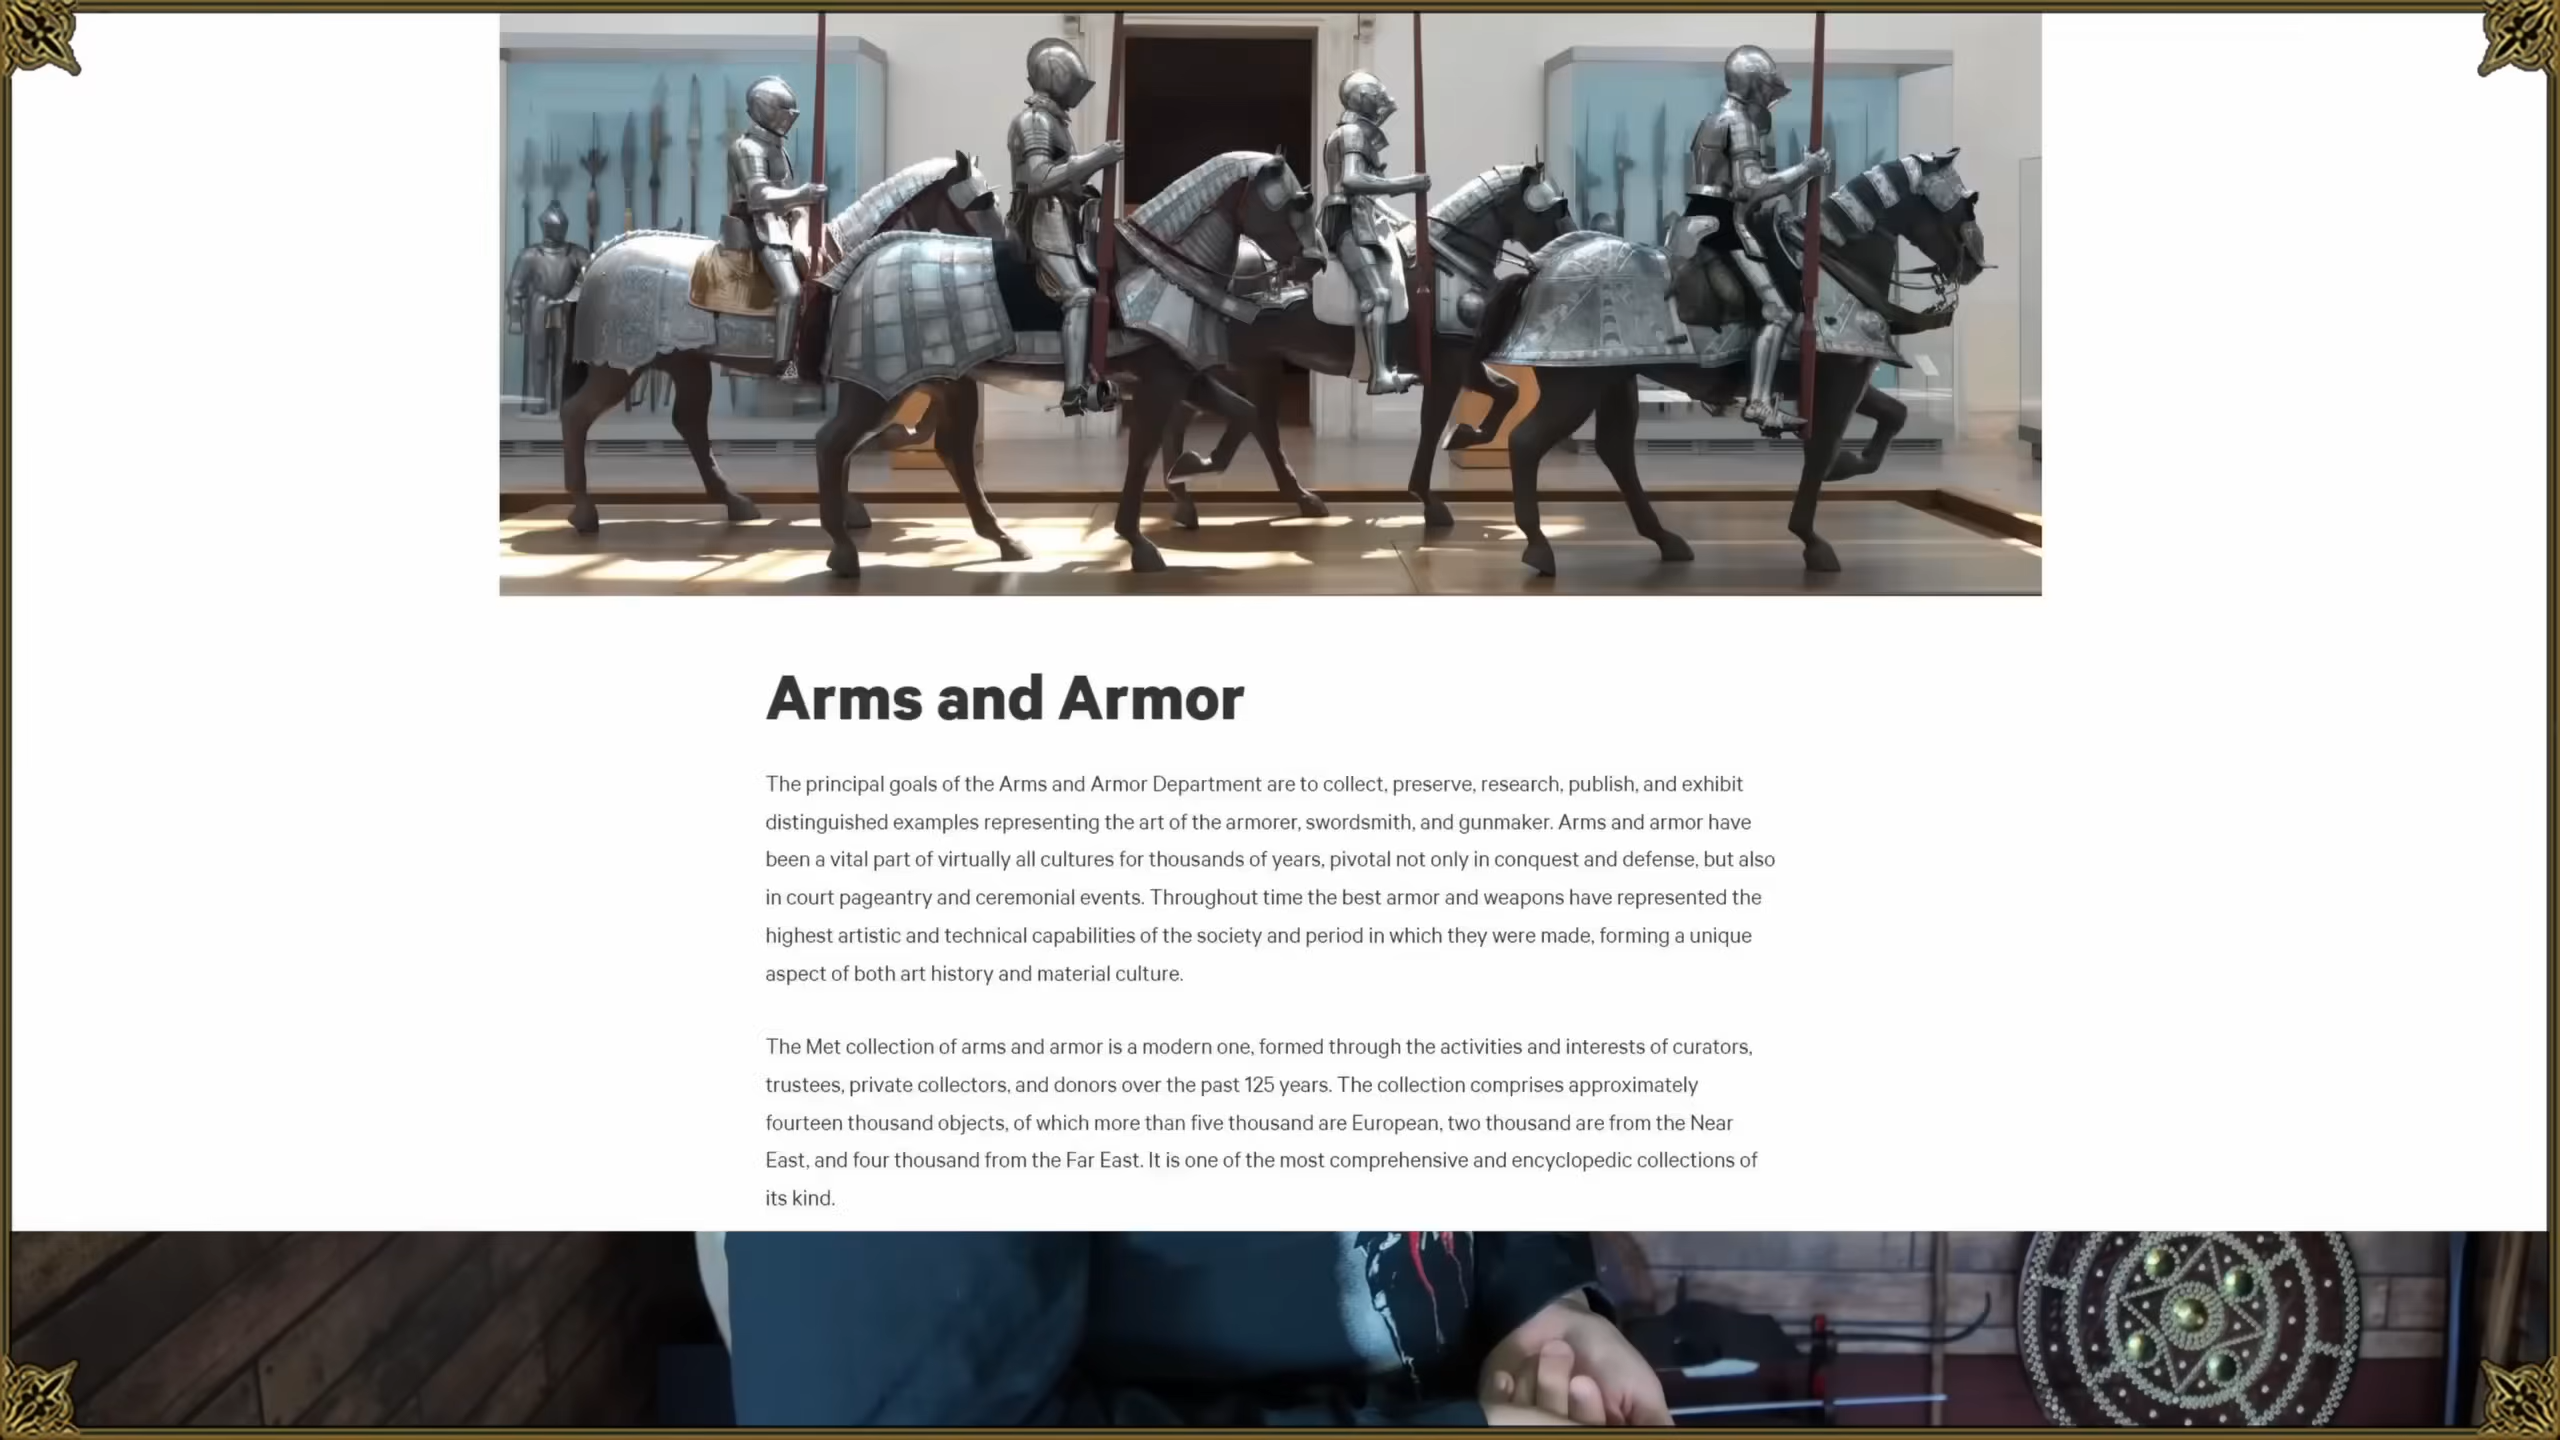 Arms and Armor
The principal goals of the Arms and Armor Department are to collect, preserve, research, publish, and exhibit
distinguished examples representing the art of the armorer, swordsmith, and gunmaker. Arms and armor have
been a vital part of virtually all cultures for thousands of years, pivotal not only in conquest and defense, but also
in court pageantry and ceremonial events. Throughout time the best armor and weapons have represented the
highest artistic and technical capabilities of the society and period in which they were made, forming a unique
aspect of both art history and material culture.
The Met collection of arms and armor is a modern one, formed through the activities and interests of curators,
trustees, private collectors, and donors over the past 125 years. The collection comprises approximately
fourteen thousand objects, of which more than five thousand are European, two thousand are from the Near
East, and four thousand from the Far East. It is one of the most comprehensive and encyclopedic collections of
its kind.